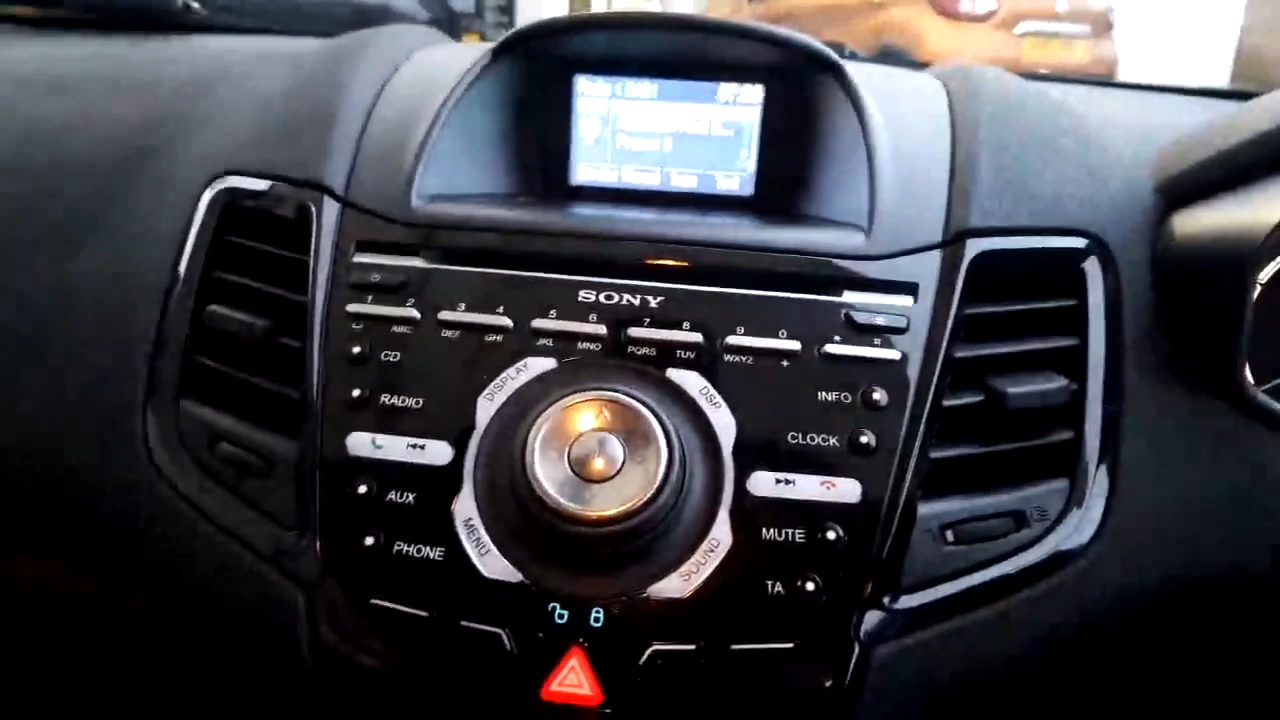 SONY
1 2 3 4 5 6 7 8 9 0 * #
ABC DEF GHI JKL MNO PQRS TUV WXYZ +
CD
RADIO
AUX
PHONE
DISPLAY
DSP
MENU
SOUND
INFO
CLOCK
MUTE
TA